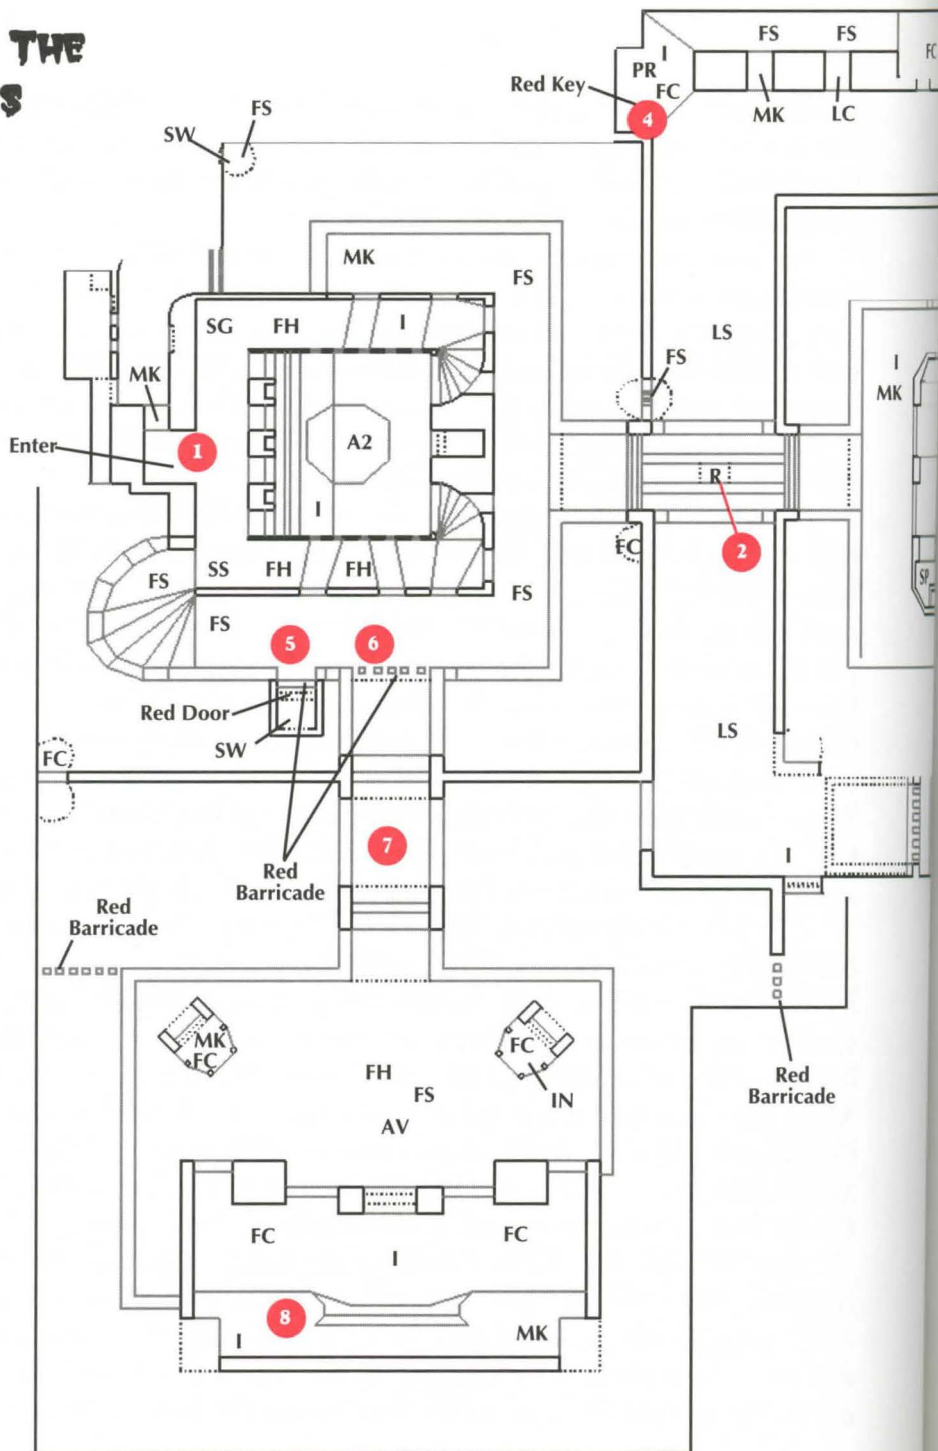 THE
S
FS
FS
I
FC
PR
FC
Red Key
4
MK
LC
FS
SW
MK
FS
SG
FH
I
LS
FS
I
MK
MK
Enter
1
A2
R
I
2
FC
FS
SS
FH
FH
FS
SP
FS
5
6
Red Door
SW
LS
FC
7
I
Red
Barricade
Red
Barricade
MK
FC
FC
FH
FS
IN
AV
Red
Barricade
FC
FC
I
8
I
MK